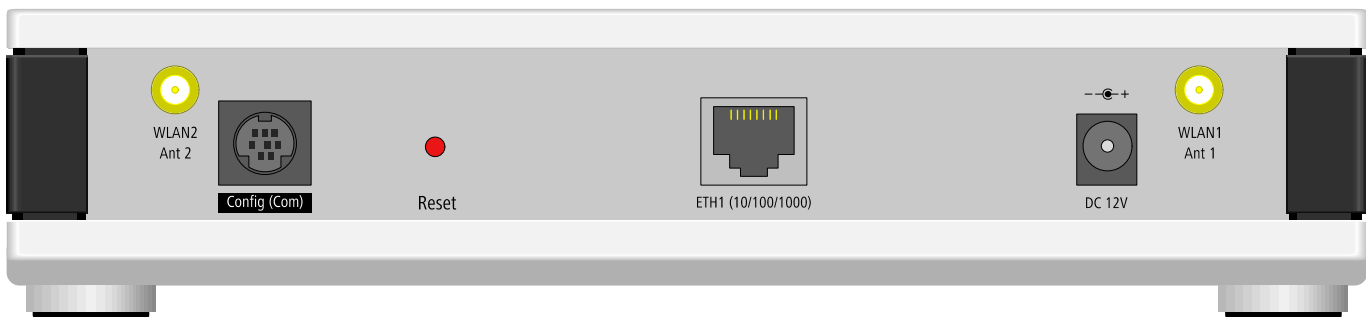 WLAN2
Ant 2
Config (Com)
Reset
ETH1 (10/100/1000)
DC 12V
WLAN1
Ant 1